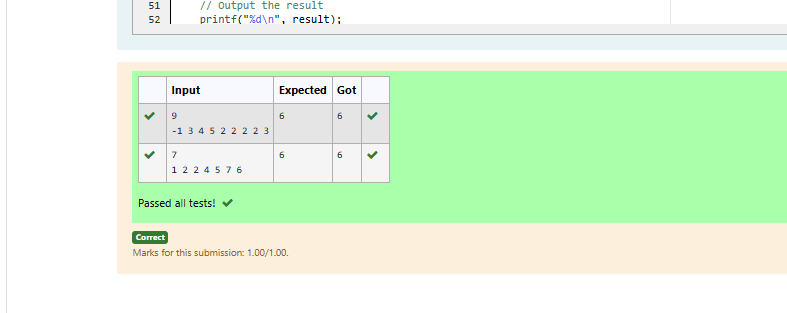 51 // Output the result
52 printf("%d\n", result);
Input Expected Got
9 6 6
-1 3 4 5 2 2 2 2 3
7 6 6
1 2 2 4 5 7 6
Passed all tests!
Correct
Marks for this submission: 1.00/1.00.